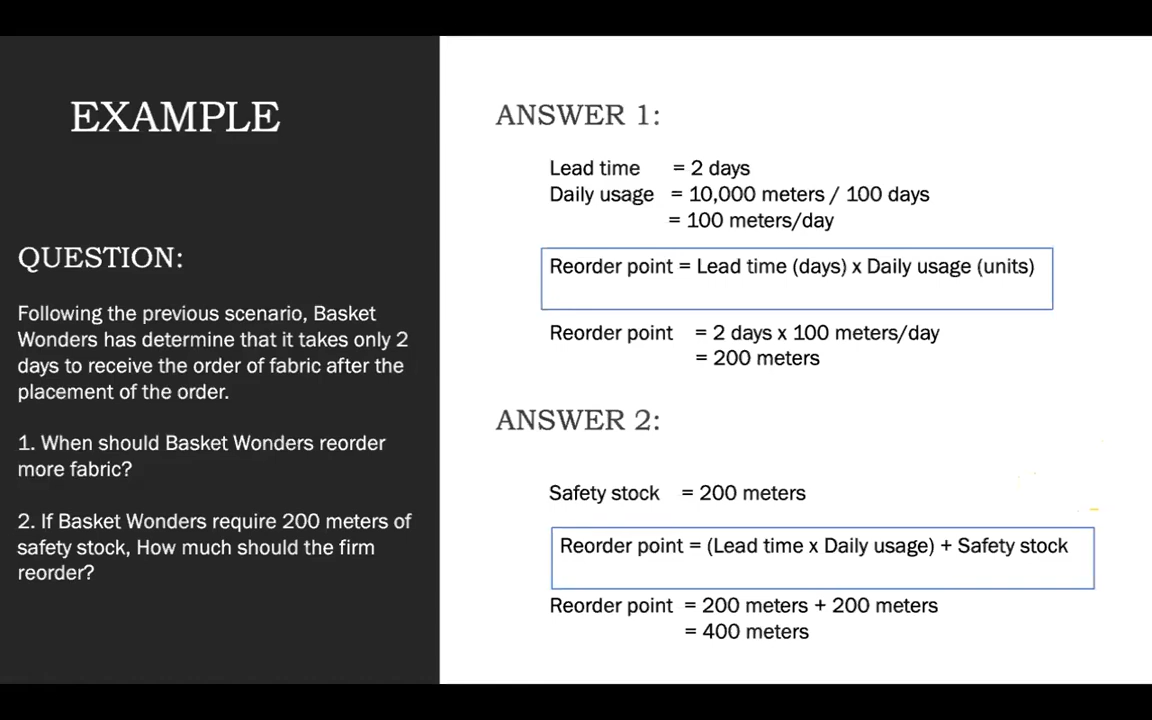 EXAMPLE
QUESTION:
Following the previous scenario, Basket
Wonders has determine that it takes only 2
days to receive the order of fabric after the
placement of the order.
1. When should Basket Wonders reorder
more fabric?
2. If Basket Wonders require 200 meters of
safety stock, How much should the firm
reorder?
ANSWER 1:
Lead time = 2 days
Daily usage = 10,000 meters / 100 days
= 100 meters/day
Reorder point = Lead time (days) x Daily usage (units)
Reorder point = 2 days x 100 meters/day
= 200 meters
ANSWER 2:
Safety stock = 200 meters
Reorder point = (Lead time x Daily usage) + Safety stock
Reorder point = 200 meters + 200 meters
= 400 meters